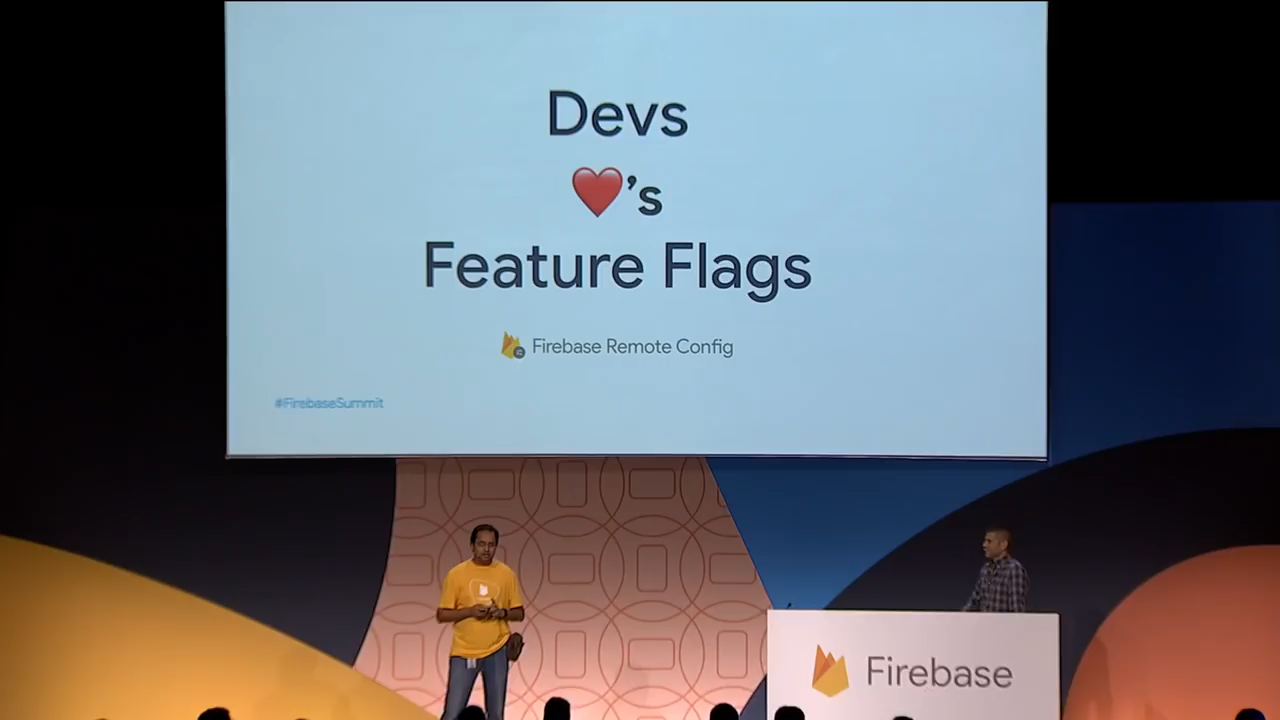 Devs
❤️’s
Feature Flags
Firebase Remote Config
#FirebaseSummit
Firebase